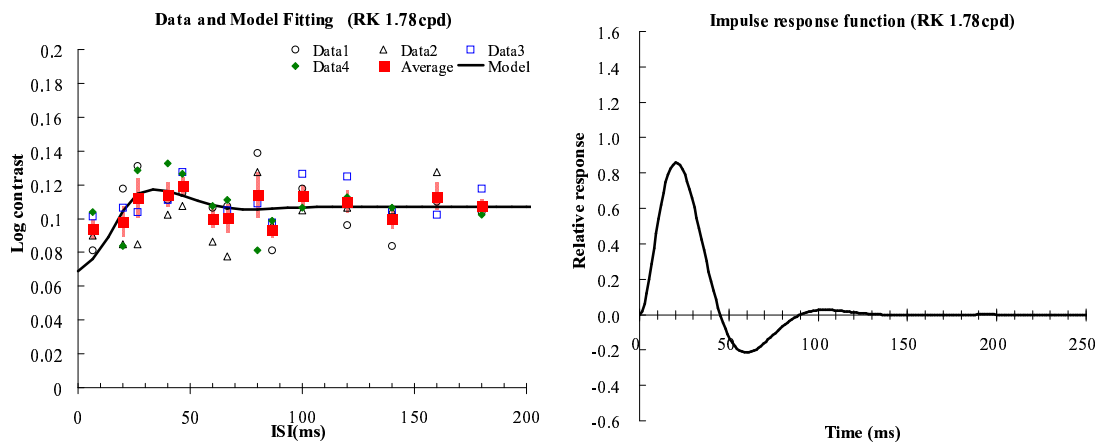 Data and Model Fitting (RK 1.78cpd)
Data1 Data2 Data3
Data4 Average Model
Log contrast
0.2
0.18
0.16
0.14
0.12
0.1
0.08
0.06
0.04
0.02
0
0 50 100 150 200
ISI(ms)
Impulse response function (RK 1.78cpd)
Relative response
1.6
1.4
1.2
1.0
0.8
0.6
0.4
0.2
0.0
-0.2
-0.4
-0.6
0 50 100 150 200 250
Time (ms)